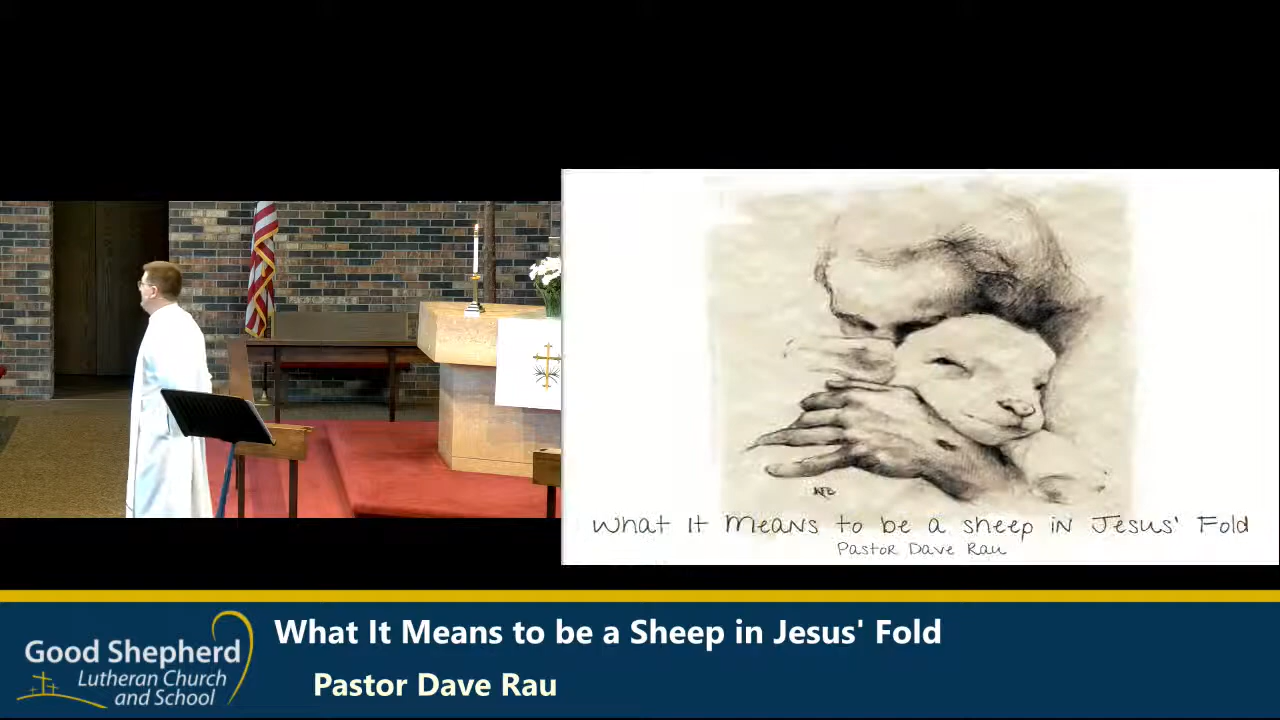 What It Means to be a sheep in Jesus' Fold
Pastor Dave Rau
Good Shepherd
Lutheran Church
and School
What It Means to be a Sheep in Jesus' Fold
Pastor Dave Rau